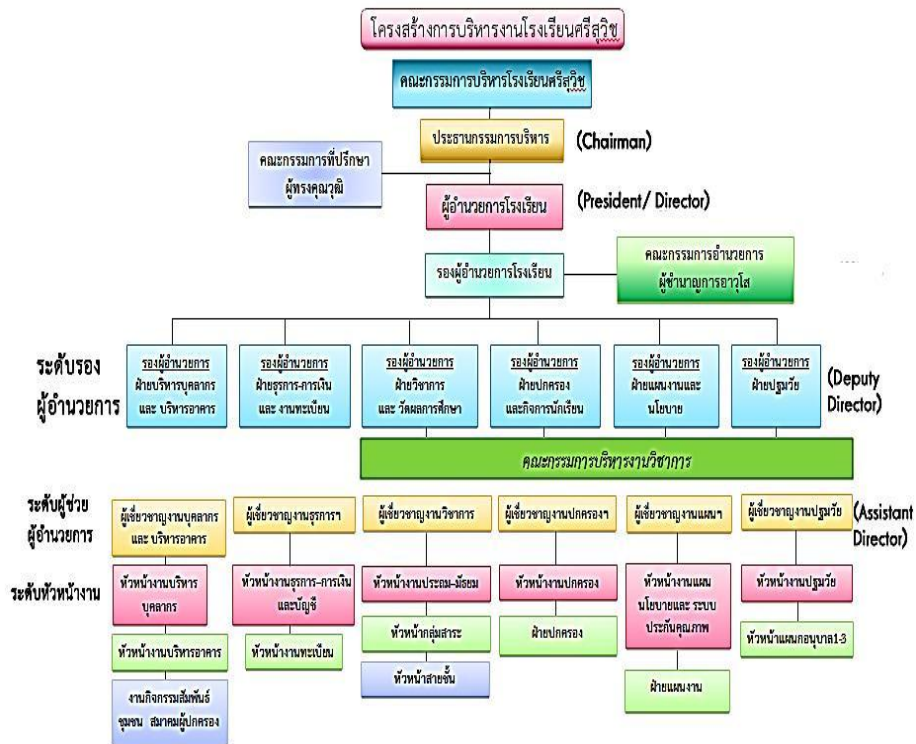 โครงสร้างการบริหารงานโรงเรียนศรีสุวิช
คณะกรรมการบริหารโรงเรียนศรีสุวิช
ประธานกรรมการบริหาร
(Chairman)
คณะกรรมการที่ปรึกษา
ผู้ทรงคุณวุฒิ
ผู้อำนวยการโรงเรียน
(President/ Director)
รองผู้อำนวยการโรงเรียน
คณะกรรมการอำนวยการ
ผู้ชำนาญการอาวุโส
ระดับรอง
ผู้อำนวยการ
รองผู้อำนวยการ
ฝ่ายบริหารบุคลากร
และ บริหารอาคาร
รองผู้อำนวยการ
ฝ่ายธุรการ-การเงิน
และ งานทะเบียน
รองผู้อำนวยการ
ฝ่ายวิชาการ
และ วัดผลการศึกษา
รองผู้อำนวยการ
ฝ่ายปกครอง
และกิจการนักเรียน
รองผู้อำนวยการ
ฝ่ายแผนงานและ
นโยบาย
รองผู้อำนวยการ
ฝ่ายปฐมวัย
(Deputy
Director)
คณะกรรมการบริหารงานวิชาการ
ระดับผู้ช่วย
ผู้อำนวยการ
ผู้เชี่ยวชาญงานบุคลากร
และ บริหารอาคาร
ผู้เชี่ยวชาญงานธุรการฯ
ผู้เชี่ยวชาญงานวิชาการ
ผู้เชี่ยวชาญงานปกครองฯ
ผู้เชี่ยวชาญงานแผนฯ
ผู้เชี่ยวชาญงานปฐมวัย
(Assistant
Director)
ระดับหัวหน้างาน
หัวหน้างานบริหาร
บุคลากร
หัวหน้างานธุรการ-การเงิน
และบัญชี
หัวหน้างานประถม-มัธยม
หัวหน้างานปกครอง
หัวหน้างานแผน
นโยบายและ ระบบ
ประกันคุณภาพ
หัวหน้างานปฐมวัย
หัวหน้างานบริหารอาคาร
หัวหน้างานทะเบียน
หัวหน้ากลุ่มสาระ
ฝ่ายปกครอง
หัวหน้าแผนกอนุบาล1-3
หัวหน้าสายชั้น
ฝ่ายแผนงาน
งานกิจกรรมสัมพันธ์
ชุมชน สมาคมผู้ปกครอง